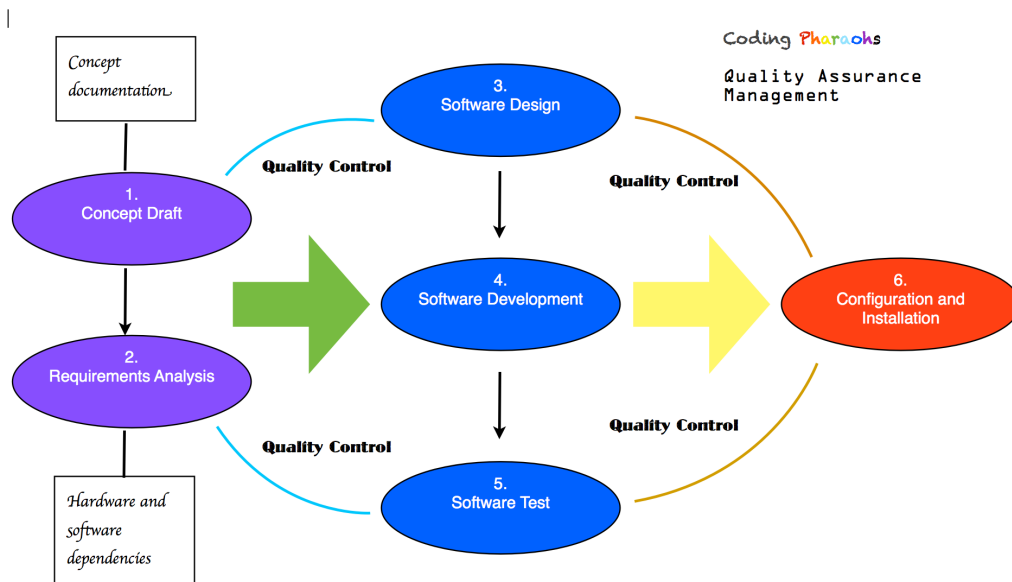 Coding Pharaohs
Quality Assurance
Management
Concept
documentation
1.
Concept Draft
2.
Requirements Analysis
Hardware and
software
dependencies
Quality Control
Quality Control
3.
Software Design
4.
Software Development
5.
Software Test
Quality Control
Quality Control
6.
Configuration and
Installation